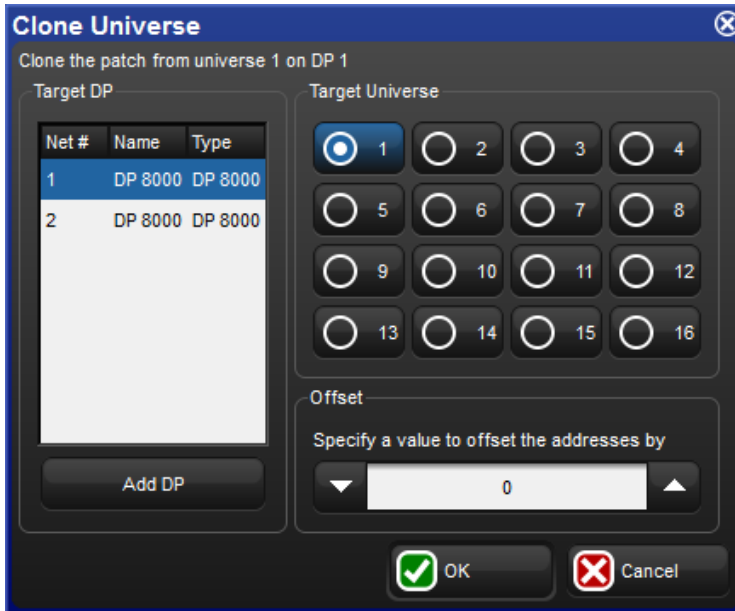 Clone Universe
Clone the patch from universe 1 on DP 1
Target DP
Net # Name Type
1 DP 8000 DP 8000
2 DP 8000 DP 8000
Add DP
Target Universe
1 2 3 4
5 6 7 8
9 10 11 12
13 14 15 16
Offset
Specify a value to offset the addresses by
0
OK Cancel